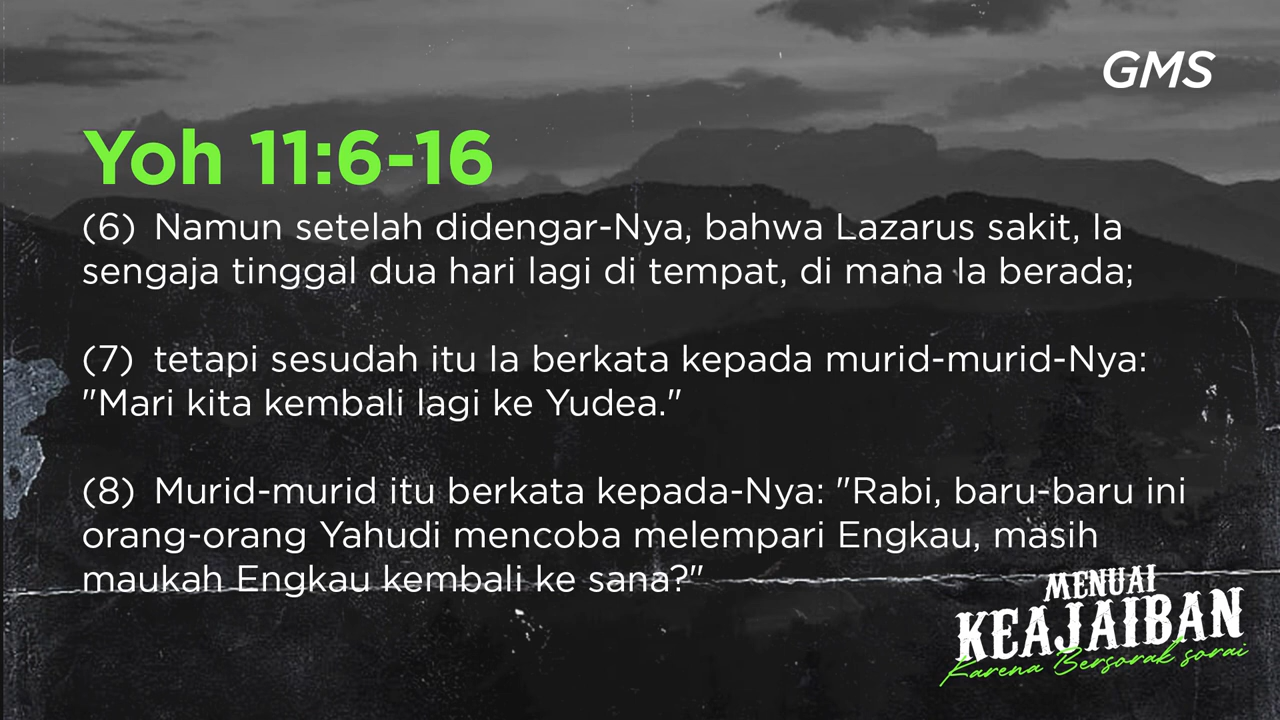 GMS
Yoh 11:6-16
(6) Namun setelah didengar-Nya, bahwa Lazarus sakit, Ia
sengaja tinggal dua hari lagi di tempat, di mana Ia berada;
(7) tetapi sesudah itu Ia berkata kepada murid-murid-Nya:
"Mari kita kembali lagi ke Yudea."
(8) Murid-murid itu berkata kepada-Nya: "Rabi, baru-baru ini
orang-orang Yahudi mencoba melempari Engkau, masih
maukah Engkau kembali ke sana?"
MENUAI
KEAJAIBAN
Karena Bersorak sorai